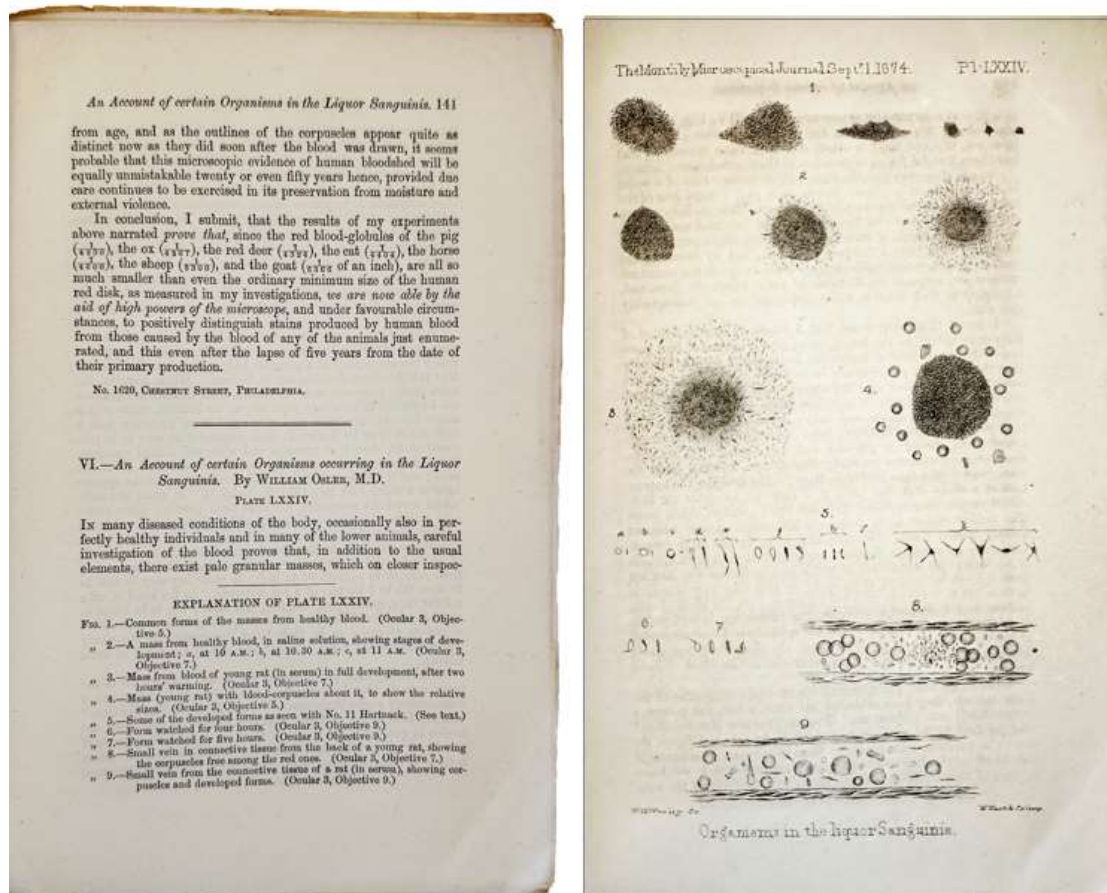 An Account of certain Organisms in the Liquor Sanguinis. 141
from age, and as the outlines of the corpuscles appear quite as
distinct now as they did soon after the blood was drawn, it seems
probable that this microscopic evidence of human bloodshed will be
equally unmistakable twenty or even fifty years hence, provided due
care continues to be exercised in its preservation from moisture and
external violence.
In conclusion, I submit, that the results of my experiments
above narrated prove that, since the red blood-globules of the pig
the ox the red deer the cat the horse
the sheep and the goat of an inch), are all so
much smaller than even the ordinary minimum size of the human
red disk, as measured in my investigations, we are now able by the
aid of high powers of the microscope, and under favourable circum-
stances, to positively distinguish stains produced by human blood
from those caused by the blood of any of the animals just enume-
rated, and this even after the lapse of five years from the date of
their primary production.
No. 1620, Chestnut Street, Philadelphia.
VI.—An Account of certain Organisms occurring in the Liquor
Sanguinis. By William Osler, M.D.
Plate LXXIV.
In many diseased conditions of the body, occasionally also in per-
fectly healthy individuals and in many of the lower animals, careful
investigation of the blood proves that, in addition to the usual
elements, there exist pale granular masses, which on closer inspec-
EXPLANATION OF PLATE LXXIV.
Fig. 1.—Common forms of the masses from healthy blood. (Ocular 3, Objec-
tive 5.)
„ 2.—A mass from healthy blood, in saline solution, showing stages of deve-
lopment; a, at 10 A.M.; b, at 10.30 A.M.; c, at 11 A.M. (Ocular 3,
Objective 7.)
„ 3.—Mass from blood of young rat (in serum) in full development, after two
hours' warming. (Ocular 3, Objective 7.)
„ 4.—Mass (young rat) with blood-corpuscles about it, to show the relative
sizes. (Ocular 3, Objective 5.)
„ 5.—Some of the developed forms as seen with No. 11 Hartnack. (See text.)
„ 6.—Form watched for four hours. (Ocular 3, Objective 9.)
„ 7.—Form watched for five hours. (Ocular 3, Objective 9.)
„ 8.—Small vein in connective tissue from the back of a young rat, showing
the corpuscles free among the red ones. (Ocular 3, Objective 7.)
„ 9.—Small vein from the connective tissue of a rat (in serum), showing cor-
puscles and developed forms. (Ocular 3, Objective 9.)
The Monthly Microscopical Journal Sept. 1. 1874. Pl. LXXIV.
1.
2
3
4.
5.
6.
7
8.
9
Organisms in the liquor Sanguinis.